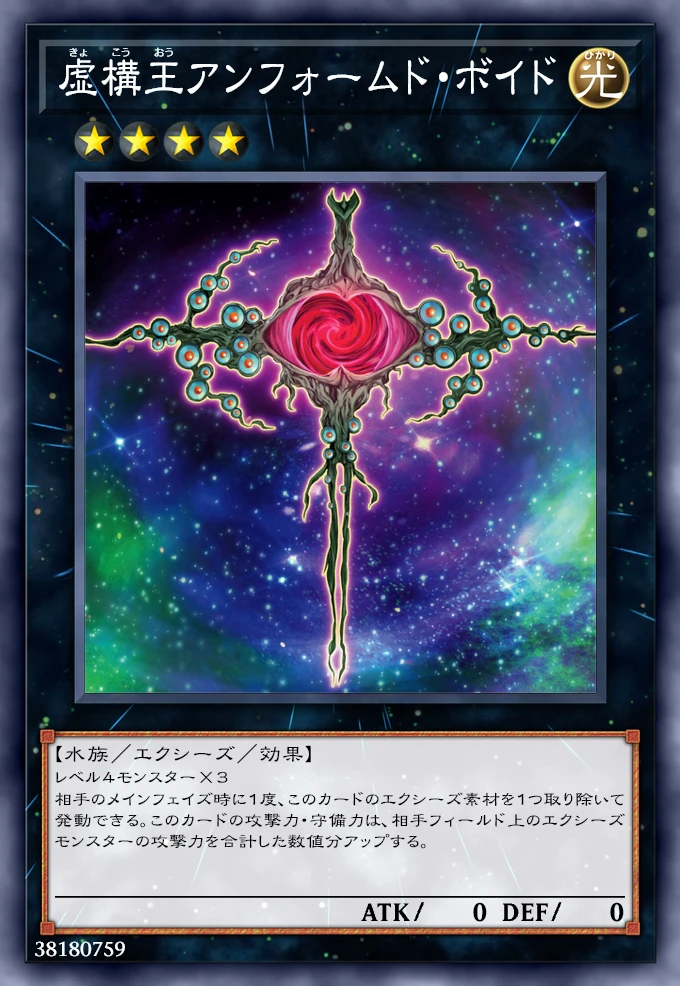 きょ こう おう
虚構王アンフォームド・ボイド
ひかり
光
【水族／エクシーズ／効果】
レベル４モンスター×３
相手のメインフェイズ時に１度、このカードのエクシーズ素材を１つ取り除いて
発動できる。このカードの攻撃力・守備力は、相手フィールド上のエクシーズ
モンスターの攻撃力を合計した数値分アップする。
ATK/ 0 DEF/ 0
38180759